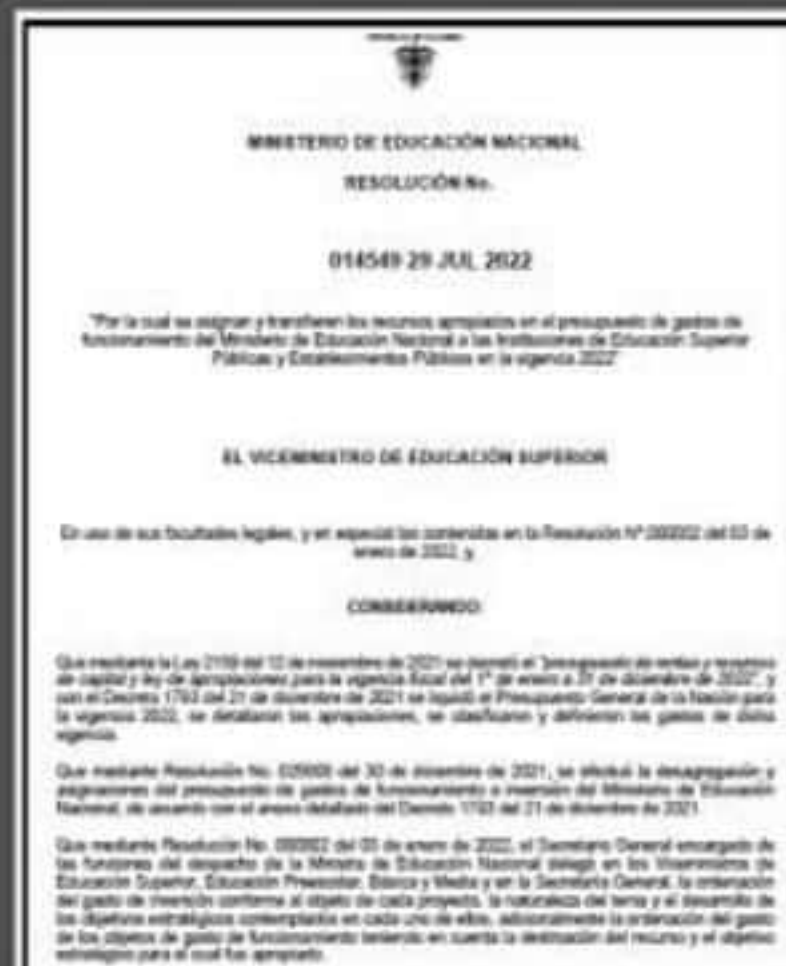 MINISTERIO DE EDUCACIÓN NACIONAL
RESOLUCIÓN No.
014549 29 JUL 2022
"Por la cual se asignan y transfieren los recursos apropiados en el presupuesto de gastos de
funcionamiento del Ministerio de Educación Nacional a las Instituciones de Educación Superior
Públicas y Establecimientos Públicos en la vigencia 2022"
EL VICEMINISTRO DE EDUCACIÓN SUPERIOR
En uso de sus facultades legales, y en especial las contenidas en la Resolución Nº 000002 del 03 de
enero de 2022, y
CONSIDERANDO:
Que mediante la Ley 2159 del 12 de noviembre de 2021 se decretó el "presupuesto de rentas y recursos
de capital y ley de apropiaciones para la vigencia fiscal del 1° de enero a 31 de diciembre de 2022", y
con el Decreto 1793 del 21 de diciembre de 2021 se liquidó el Presupuesto General de la Nación para
la vigencia 2022, se detallaron las apropiaciones, se clasificaron y definieron los gastos de dicha
vigencia.
Que mediante Resolución No. del 30 de diciembre de 2021, se efectuó la desagregación y
asignaciones del presupuesto de gastos de funcionamiento e inversión del Ministerio de Educación
Nacional, de acuerdo con el anexo detallado del Decreto 1793 del 21 de diciembre de 2021.
Que mediante Resolución No. 000002 del 03 de enero de 2022, el Secretario General encargado de
las funciones del despacho de la Ministra de Educación Nacional delegó en los Viceministros de
Educación Superior, Educación Preescolar, Básica y Media y en la Secretaría General, la ordenación
del gasto de inversión conforme al objeto de cada proyecto, la naturaleza del tema y el desarrollo de
los objetivos estratégicos contemplados en cada uno de ellos, adicionalmente la ordenación del gasto
de los objetos de gasto de funcionamiento teniendo en cuenta la destinación del recurso y el objetivo
estratégico para el cual fue apropiado.